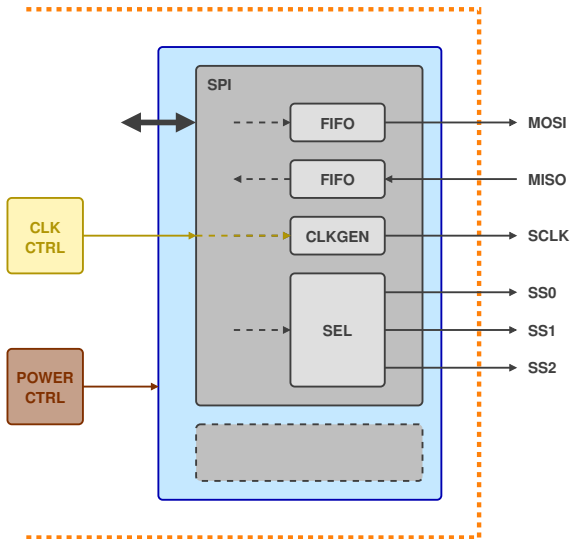 SPI
FIFO
MOSI
FIFO
MISO
CLK
CTRL
CLKGEN
SCLK
SEL
SS0
SS1
SS2
POWER
CTRL